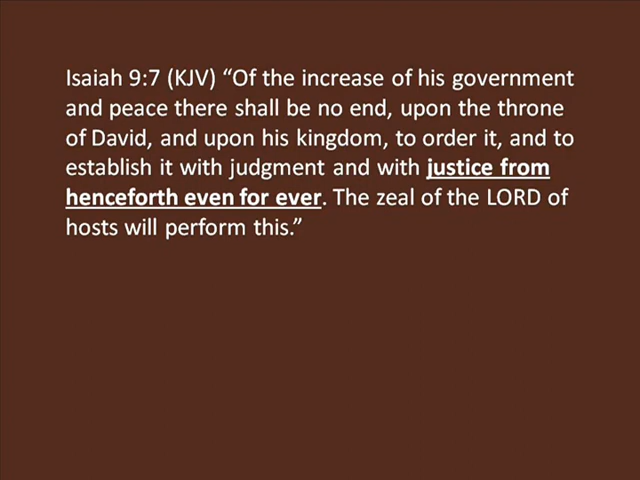 Isaiah 9:7 (KJV) “Of the increase of his government
and peace there shall be no end, upon the throne
of David, and upon his kingdom, to order it, and to
establish it with judgment and with justice from
henceforth even for ever. The zeal of the LORD of
hosts will perform this.”